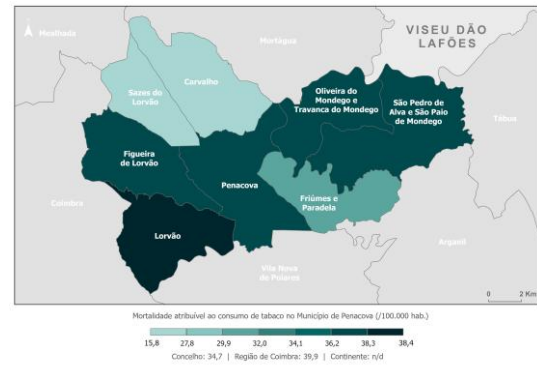 N
Mealhada
Mortágua
VISEU DÃO
LAFÕES
Sazes do
Lorvão
Carvalho
Oliveira do
Mondego e
Travanca do Mondego
São Pedro de
Alva e São Paio
de Mondego
Tábua
Figueira
de Lorvão
Penacova
Friúmes e
Paradela
Coimbra
Lorvão
Arganil
Vila Nova
de Poiares
0 2 Km
Mortalidade atribuível ao consumo de tabaco no Município de Penacova (/100.000 hab.)
15,8 27,8 29,9 32,0 34,1 36,2 38,3 38,4
Concelho: 34,7 | Região de Coimbra: 39,9 | Continente: n/d